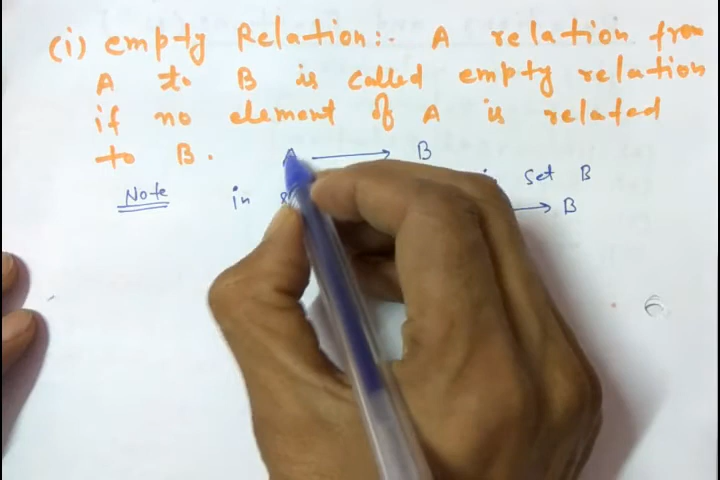 (i) empty Relation:- A relation from
A to B is called empty relation
if no element of A is related
to B. A → B
Note in set B
→ B